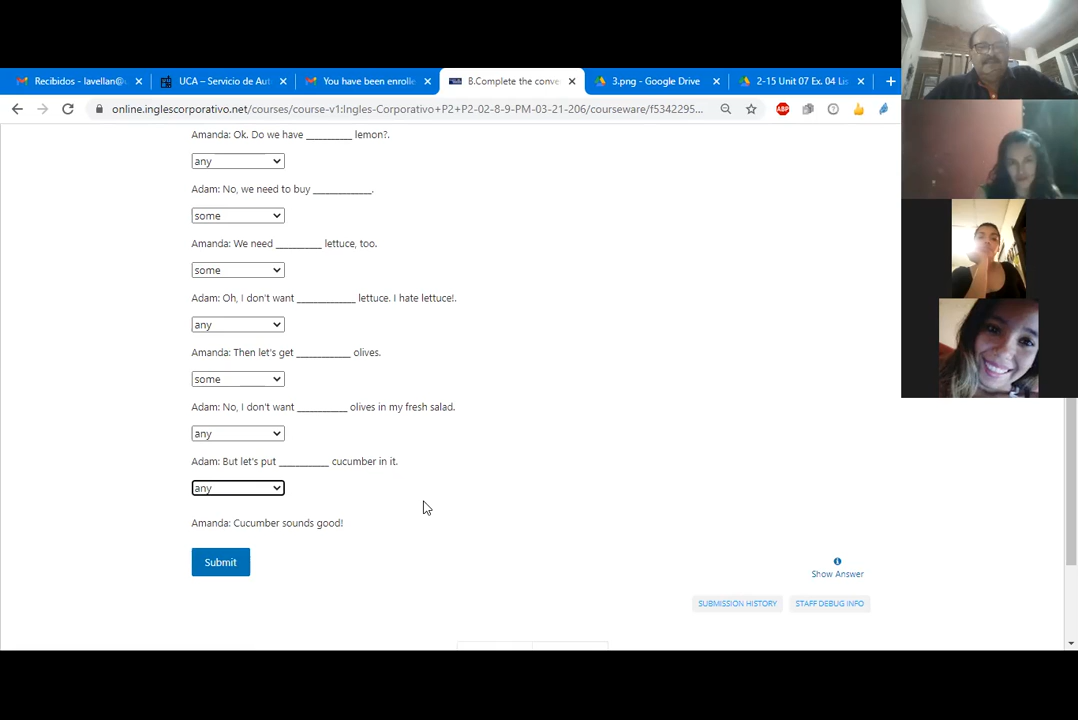 Recibidos - lavellan@
UCA – Servicio de Aut
You have been enrolle
B.Complete the conve
3.png - Google Drive
2-15 Unit 07 Ex. 04 Lis
online.inglescorporativo.net/courses/course-v1:Ingles-Corporativo+P2+P2-02-8-9-PM-03-21-206/courseware/f5342295...
ABP
Amanda: Ok. Do we have __________ lemon?.
any
Adam: No, we need to buy _____________.
some
Amanda: We need __________ lettuce, too.
some
Adam: Oh, I don't want _____________ lettuce. I hate lettuce!.
any
Amanda: Then let's get ____________ olives.
some
Adam: No, I don't want ___________ olives in my fresh salad.
any
Adam: But let's put ___________ cucumber in it.
any
Amanda: Cucumber sounds good!
Submit
Show Answer
SUBMISSION HISTORY
STAFF DEBUG INFO